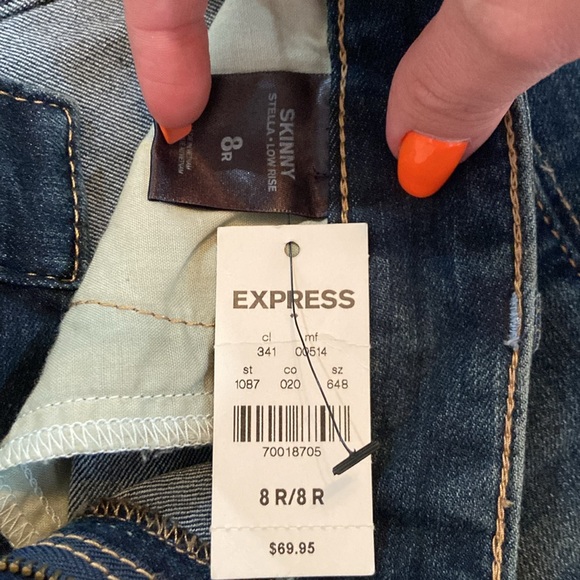 SKINNY
STELLA • LOW RISE
8R
EXPRESS
cl mf
341 00514
st co sz
1087 020 648
70018705
8 R/8 R
$69.95